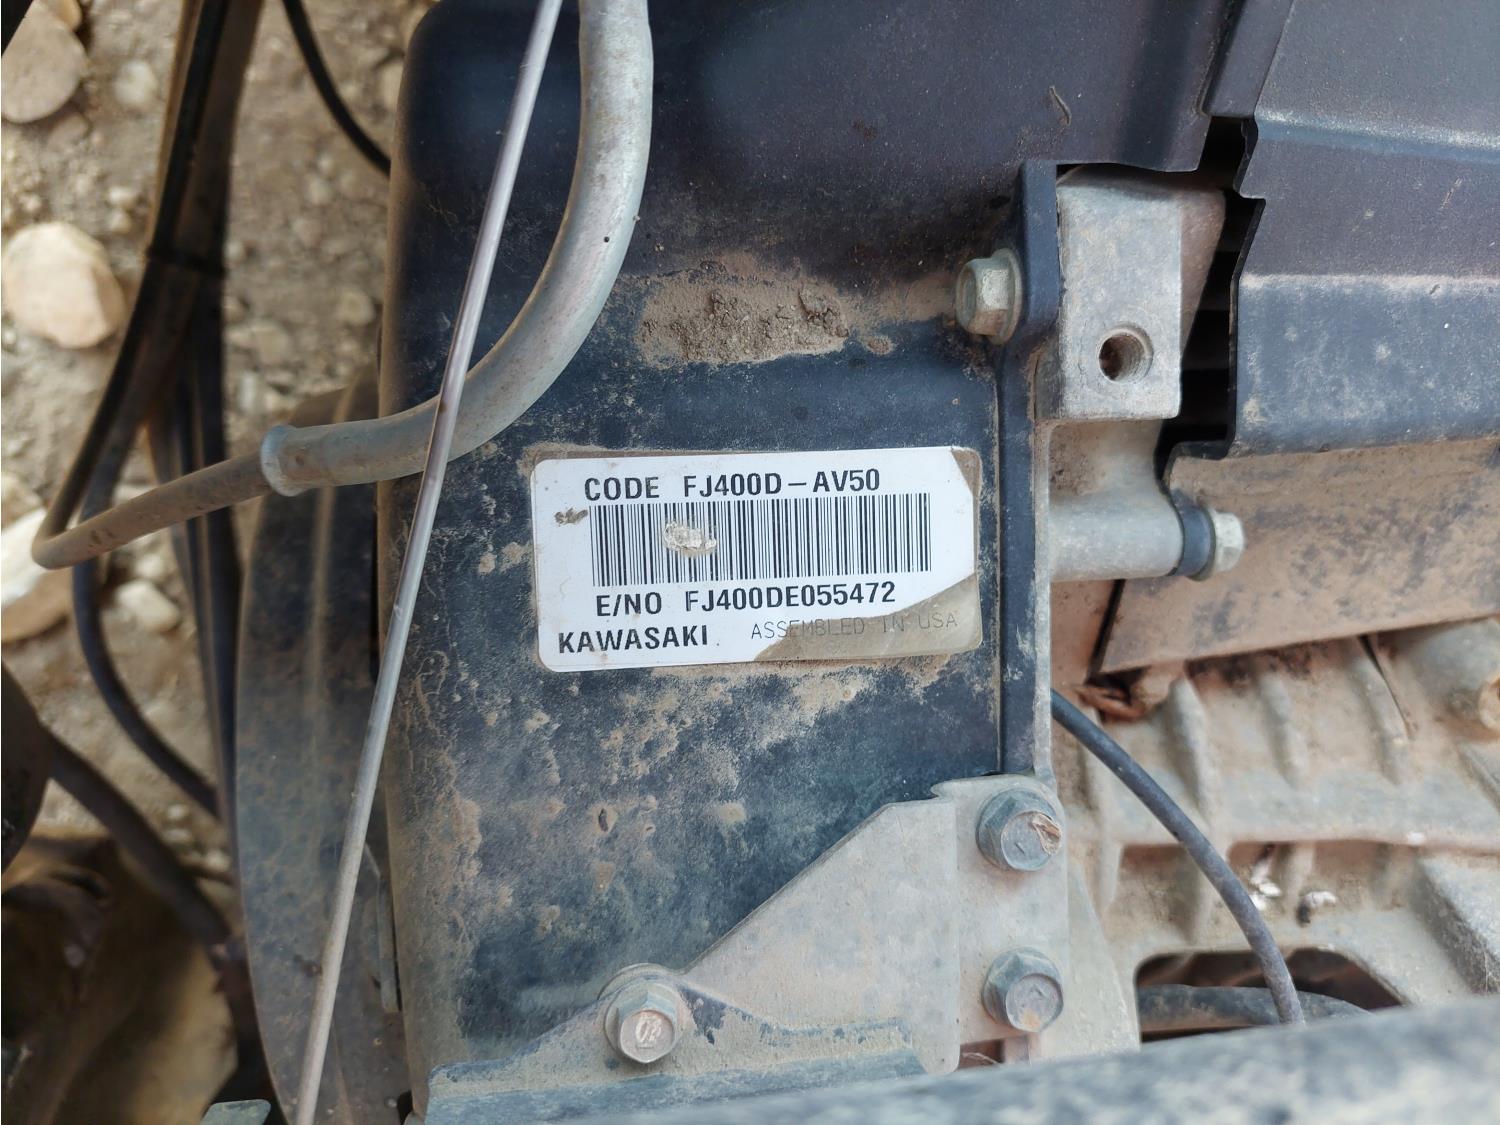 CODE FJ400D-AV50
E/NO FJ400DE055472
KAWASAKI ASSEMBLED IN USA